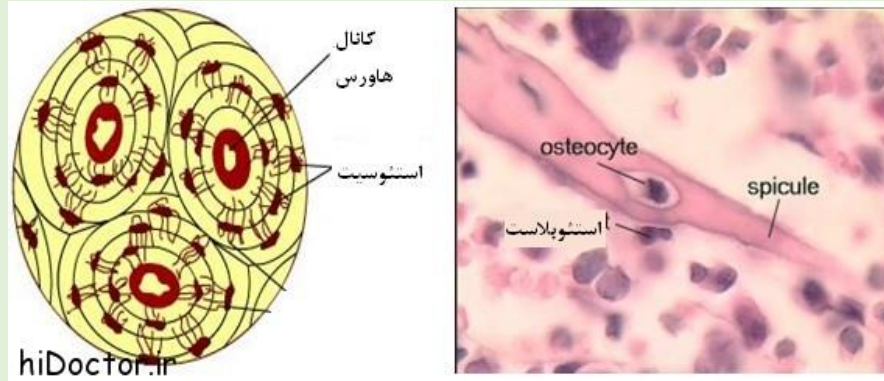 کانال
هاورس
استئوسیت
hiDoctor.ir
osteocyte
spicule
استئوبلاست